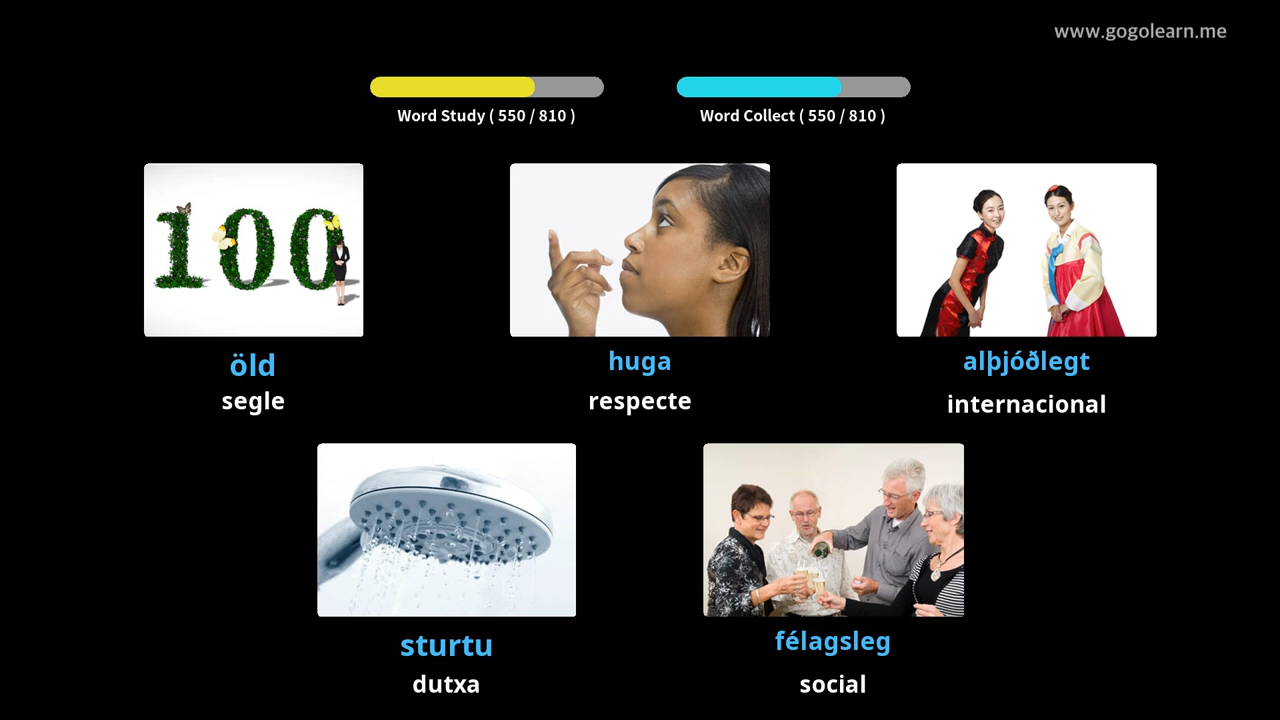 www.gogolearn.me
Word Study ( 550 / 810 )
Word Collect ( 550 / 810 )
100
öld
segle
huga
respecte
alþjóðlegt
internacional
sturtu
dutxa
félagsleg
social